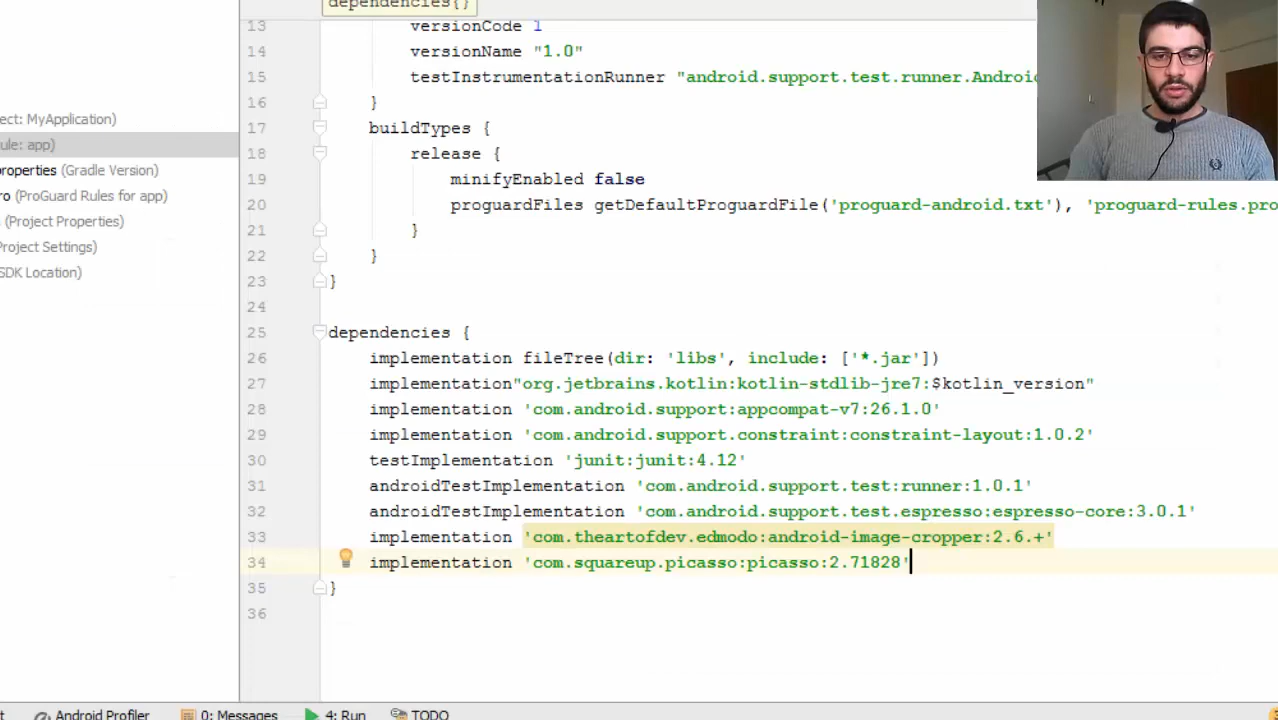 dependencies{}
ect: MyApplication)
ule: app)
properties (Gradle Version)
ro (ProGuard Rules for app)
(Project Properties)
Project Settings)
SDK Location)
13 versionCode 1
14 versionName "1.0"
15 testInstrumentationRunner "android.support.test.runner.Androi
16 }
17 buildTypes {
18 release {
19 minifyEnabled false
20 proguardFiles getDefaultProguardFile('proguard-android.txt'), 'proguard-rules.pro
21 }
22 }
23 }
24
25 dependencies {
26 implementation fileTree(dir: 'libs', include: ['*.jar'])
27 implementation"org.jetbrains.kotlin:kotlin-stdlib-jre7:$kotlin_version"
28 implementation 'com.android.support:appcompat-v7:26.1.0'
29 implementation 'com.android.support.constraint:constraint-layout:1.0.2'
30 testImplementation 'junit:junit:4.12'
31 androidTestImplementation 'com.android.support.test:runner:1.0.1'
32 androidTestImplementation 'com.android.support.test.espresso:espresso-core:3.0.1'
33 implementation 'com.theartofdev.edmodo:android-image-cropper:2.6.+'
34 implementation 'com.squareup.picasso:picasso:2.71828'
35 }
36
t Android Profiler 0: Messages 4: Run TODO